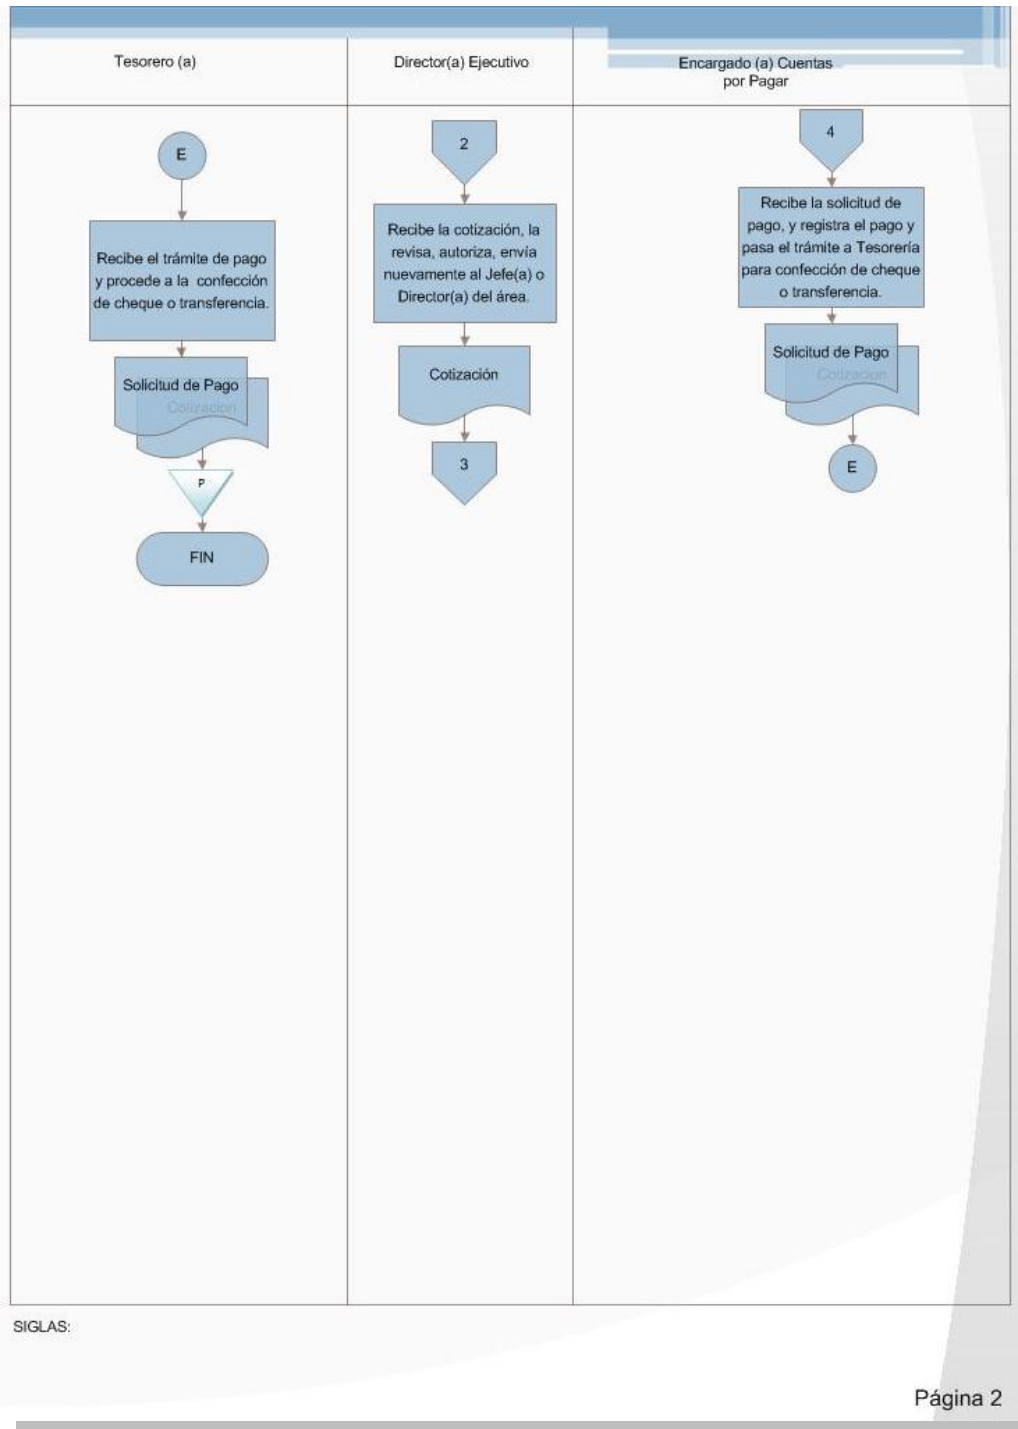 Tesorero (a)
Director(a) Ejecutivo
Encargado (a) Cuentas
por Pagar
E
Recibe el trámite de pago
y procede a la confección
de cheque o transferencia.
Solicitud de Pago
Cotizacion
P
FIN
2
Recibe la cotización, la
revisa, autoriza, envía
nuevamente al Jefe(a) o
Director(a) del área.
Cotización
3
4
Recibe la solicitud de
pago, y registra el pago y
pasa el trámite a Tesorería
para confección de cheque
o transferencia.
Solicitud de Pago
Cotizacion
E
SIGLAS:
Página 2